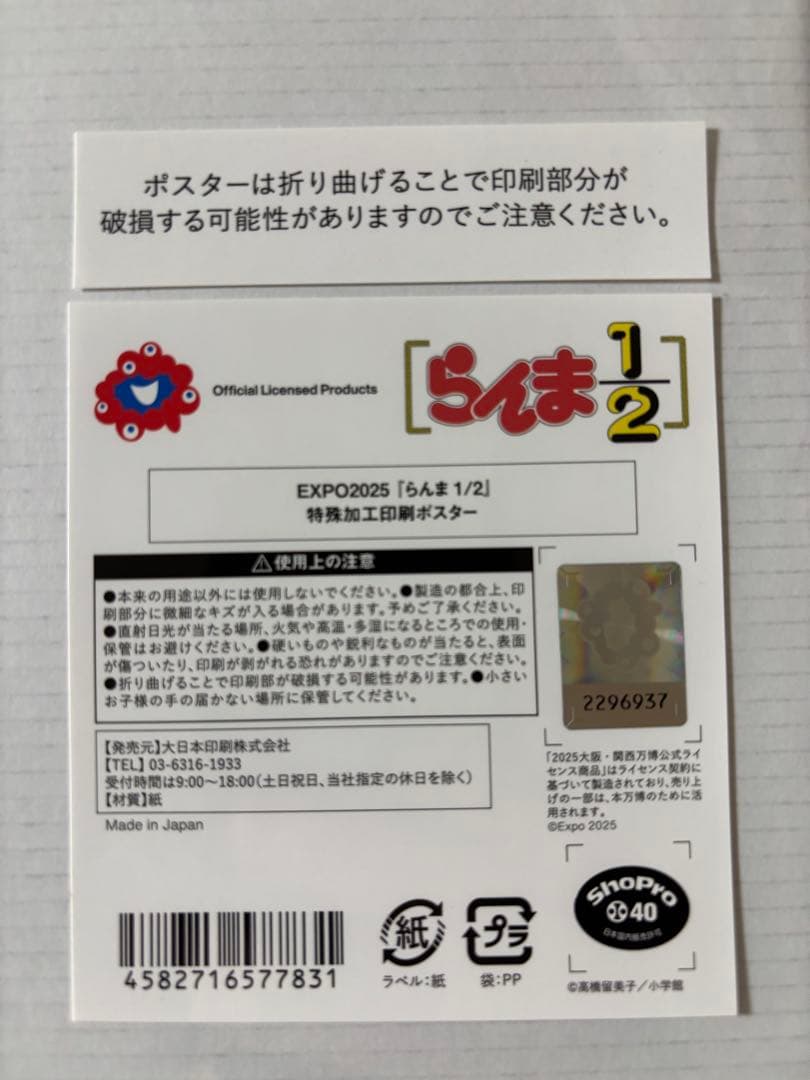 ポスターは折り曲げることで印刷部分が
破損する可能性がありますのでご注意ください。
Official Licensed Products
らんま1/2
EXPO2025『らんま 1/2』
特殊加工印刷ポスター
⚠使用上の注意
●本来の用途以外には使用しないでください。●製造の都合上、印
刷部分に微細なキズが入る場合があります。予めご了承ください。
●直射日光が当たる場所、火気や高温・多湿になるところでの使用・
保管はお避けください。●硬いものや鋭利なものが当たると、表面
が傷ついたり、印刷が剥がれる恐れがありますのでご注意ください。
●折り曲げることで印刷部が破損する可能性があります。●小さい
お子様の手の届かない場所に保管してください。
2296937
【発売元】大日本印刷株式会社
【TEL】03-6316-1933
受付時間は9:00〜18:00(土日祝日、当社指定の休日を除く)
【材質】紙
Made in Japan
「2025大阪・関西万博公式ライ
センス商品」はライセンス契約に
基づいて製造されており、売り上
げの一部は、本万博のために活
用されます。
©Expo 2025
4582716577831
紙
ラベル:紙
プラ
袋:PP
ShoPro
40
日本国内販売許可
©高橋留美子/小学館